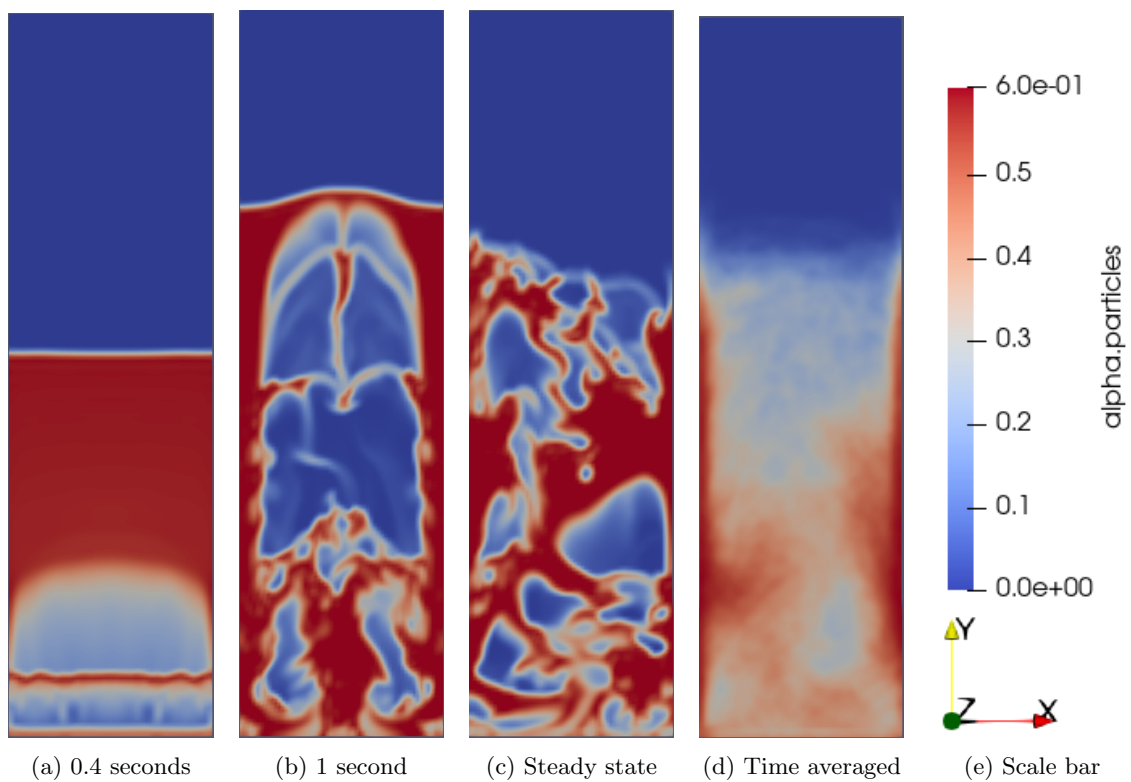 6.0e-01
0.5
0.4
0.3
0.2
0.1
0.0e+00
alpha.particles
Y
Z
X
(a) 0.4 seconds
(b) 1 second
(c) Steady state
(d) Time averaged
(e) Scale bar